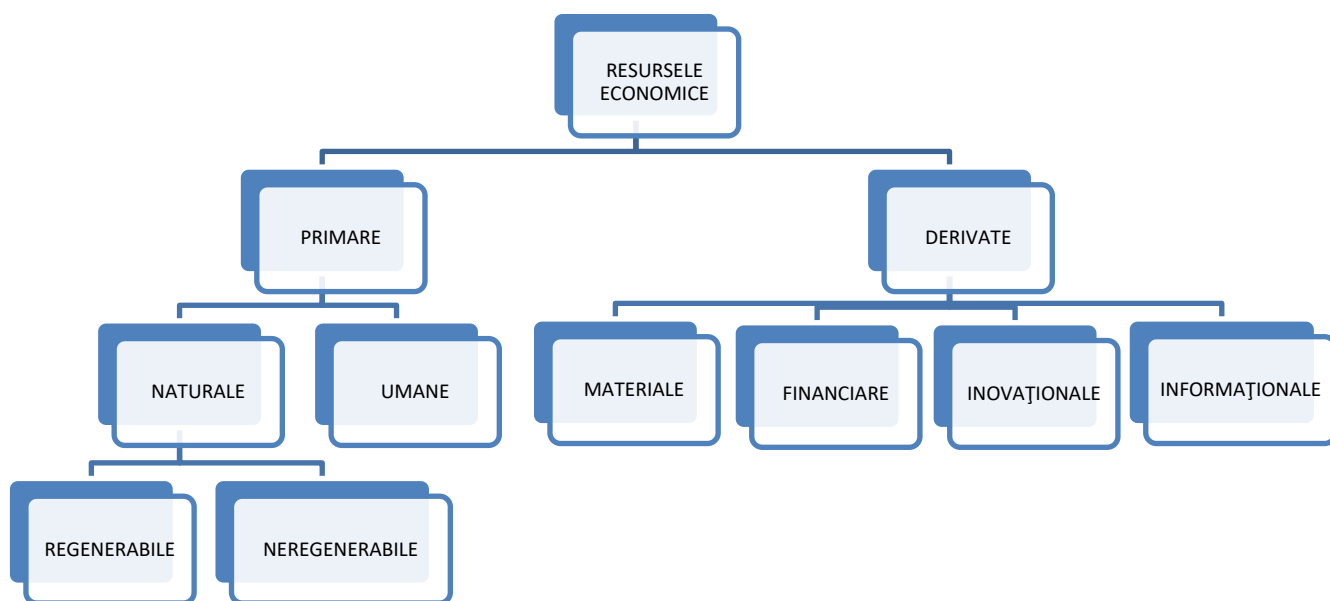 RESURSELE
ECONOMICE
PRIMARE
DERIVATE
NATURALE
UMANE
MATERIALE
FINANCIARE
INOVAŢIONALE
INFORMAŢIONALE
REGENERABILE
NEREGENERABILE